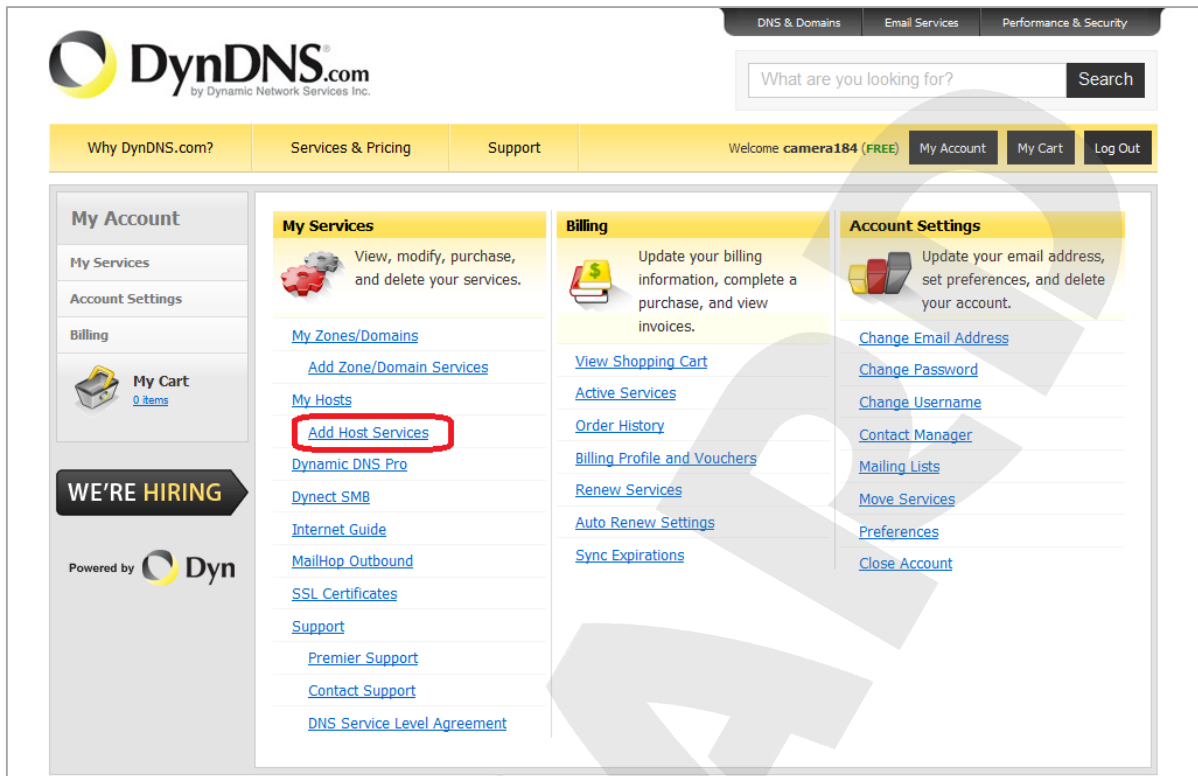 DNS & Domains Email Services Performance & Security
DynDNS®.com
by Dynamic Network Services Inc.
What are you looking for? Search
Why DynDNS.com? Services & Pricing Support Welcome camera184 (FREE) My Account My Cart Log Out
My Account
My Services
Account Settings
Billing
My Cart
0 items
WE'RE HIRING
Powered by Dyn
My Services
View, modify, purchase,
and delete your services.
My Zones/Domains
Add Zone/Domain Services
My Hosts
Add Host Services
Dynamic DNS Pro
Dynect SMB
Internet Guide
MailHop Outbound
SSL Certificates
Support
Premier Support
Contact Support
DNS Service Level Agreement
Billing
Update your billing
information, complete a
purchase, and view
invoices.
View Shopping Cart
Active Services
Order History
Billing Profile and Vouchers
Renew Services
Auto Renew Settings
Sync Expirations
Account Settings
Update your email address,
set preferences, and delete
your account.
Change Email Address
Change Password
Change Username
Contact Manager
Mailing Lists
Move Services
Preferences
Close Account